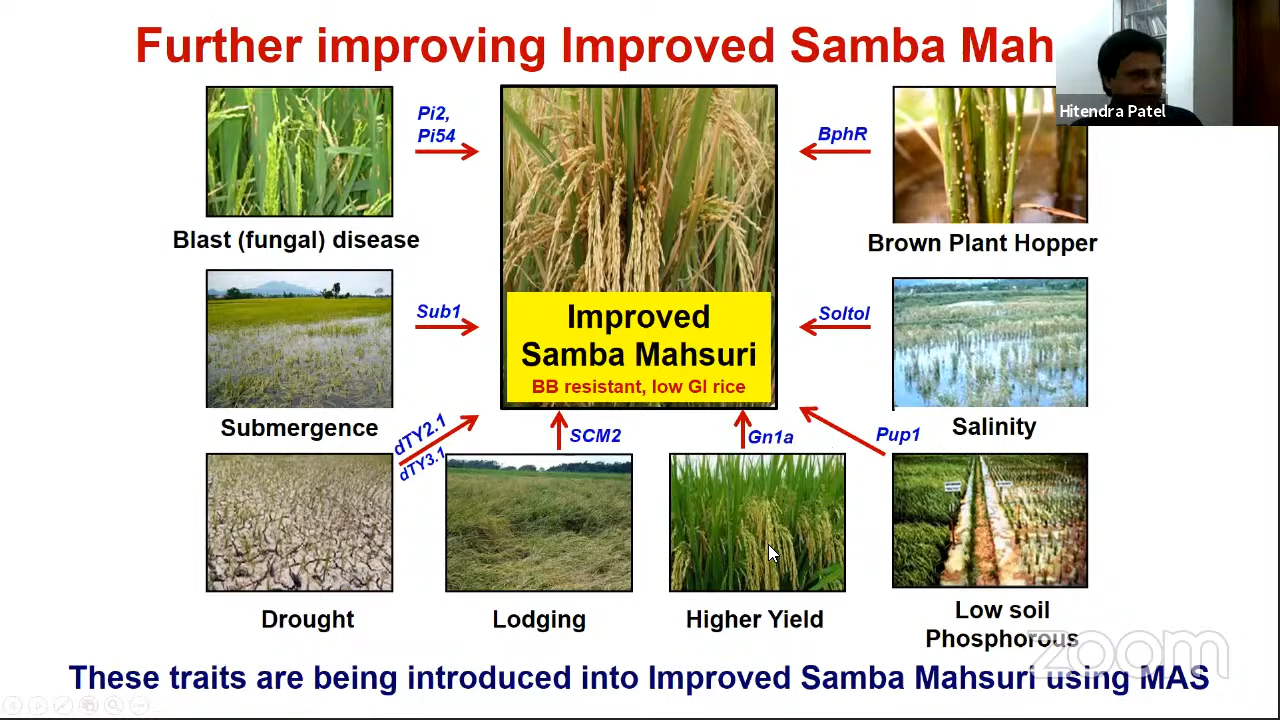 Further improving Improved Samba Mah
Hitendra Patel
Pi2,
Pi54
BphR
Blast (fungal) disease
Brown Plant Hopper
Sub1
Soltol
Improved
Samba Mahsuri
BB resistant, low GI rice
Submergence
Salinity
dTY2.1
dTY3.1
SCM2
Gn1a
Pup1
Drought
Lodging
Higher Yield
Low soil
Phosphorous
zoom
These traits are being introduced into Improved Samba Mahsuri using MAS